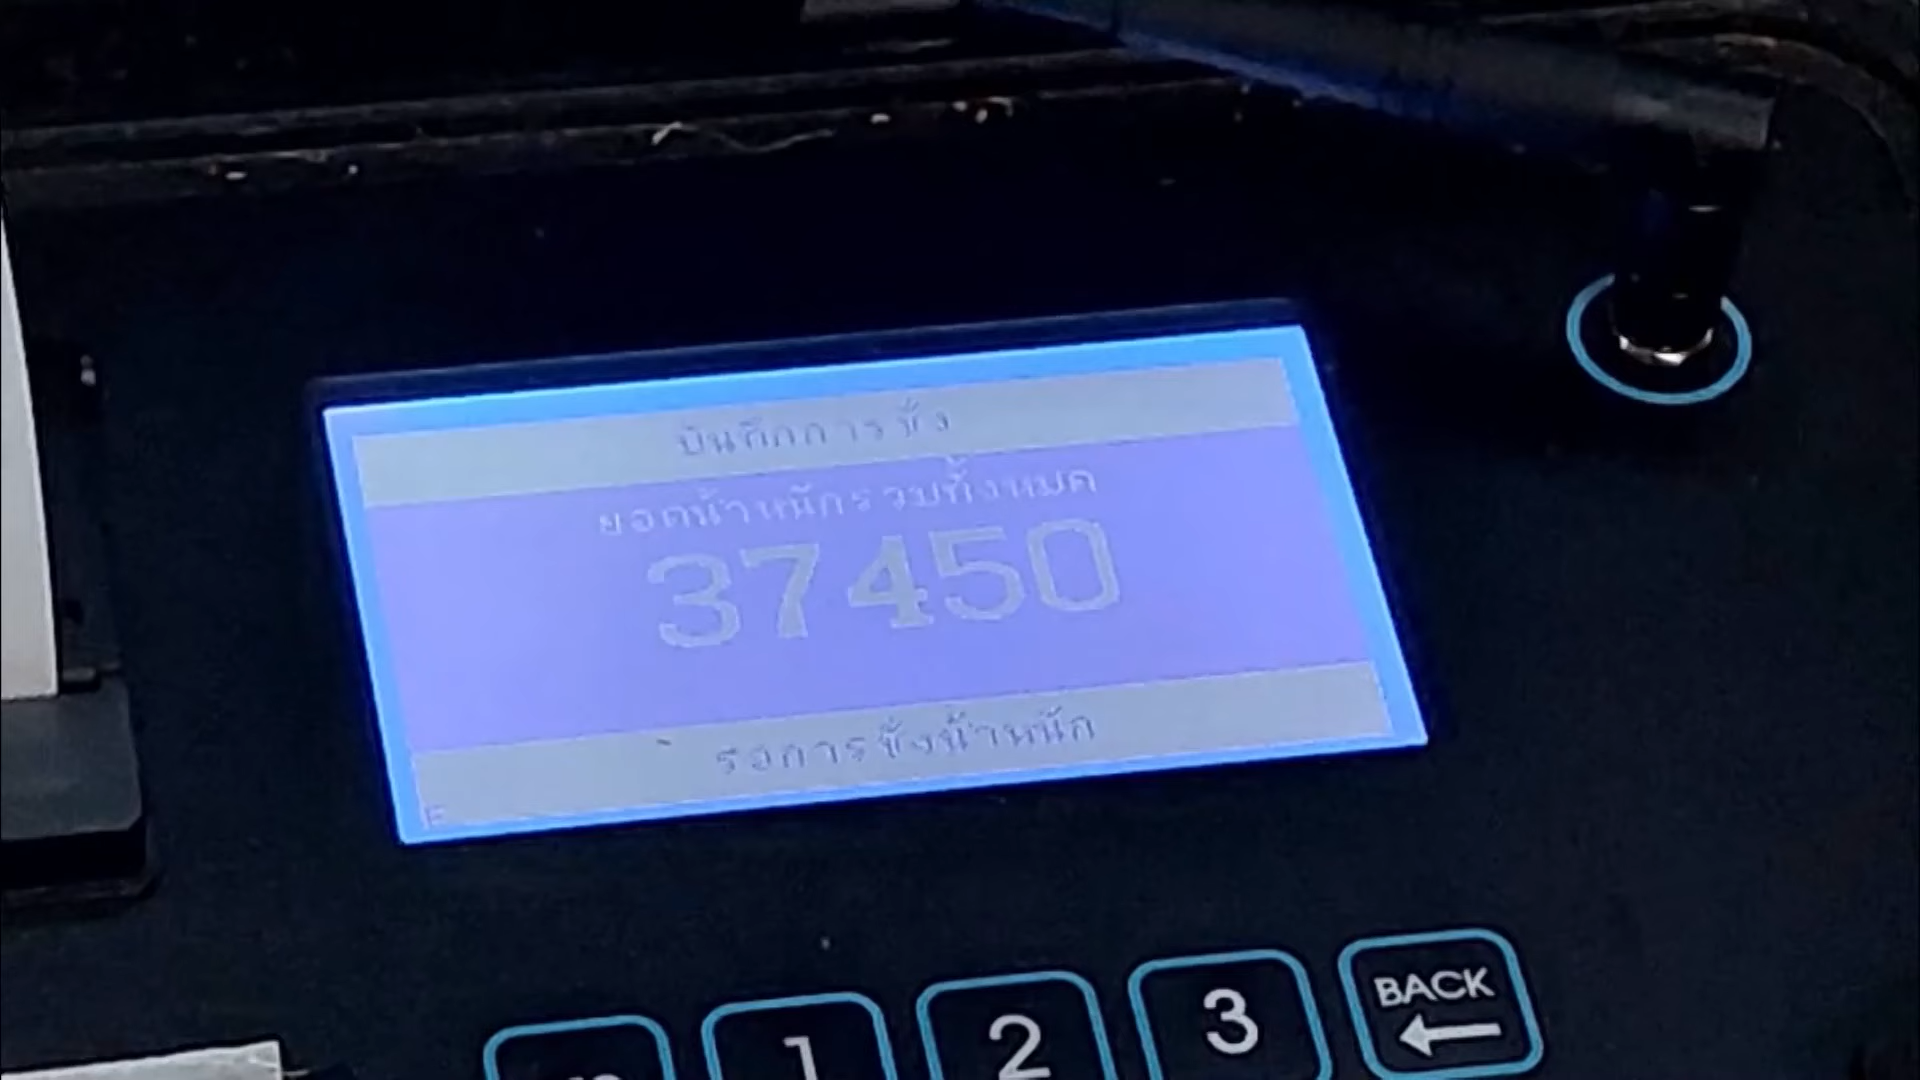 บันทึกการชั่ง
ยอดน้ำหนักรวมทั้งหมด
37450
รอการชั่งน้ำหนัก
1
2
3
BACK